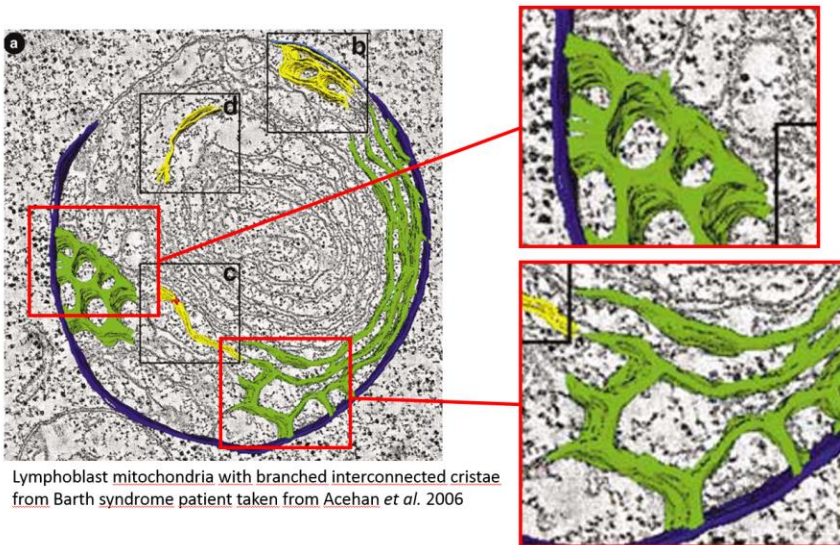 a
b
d
c
Lymphoblast mitochondria with branched interconnected cristae
from Barth syndrome patient taken from Acehan et al. 2006